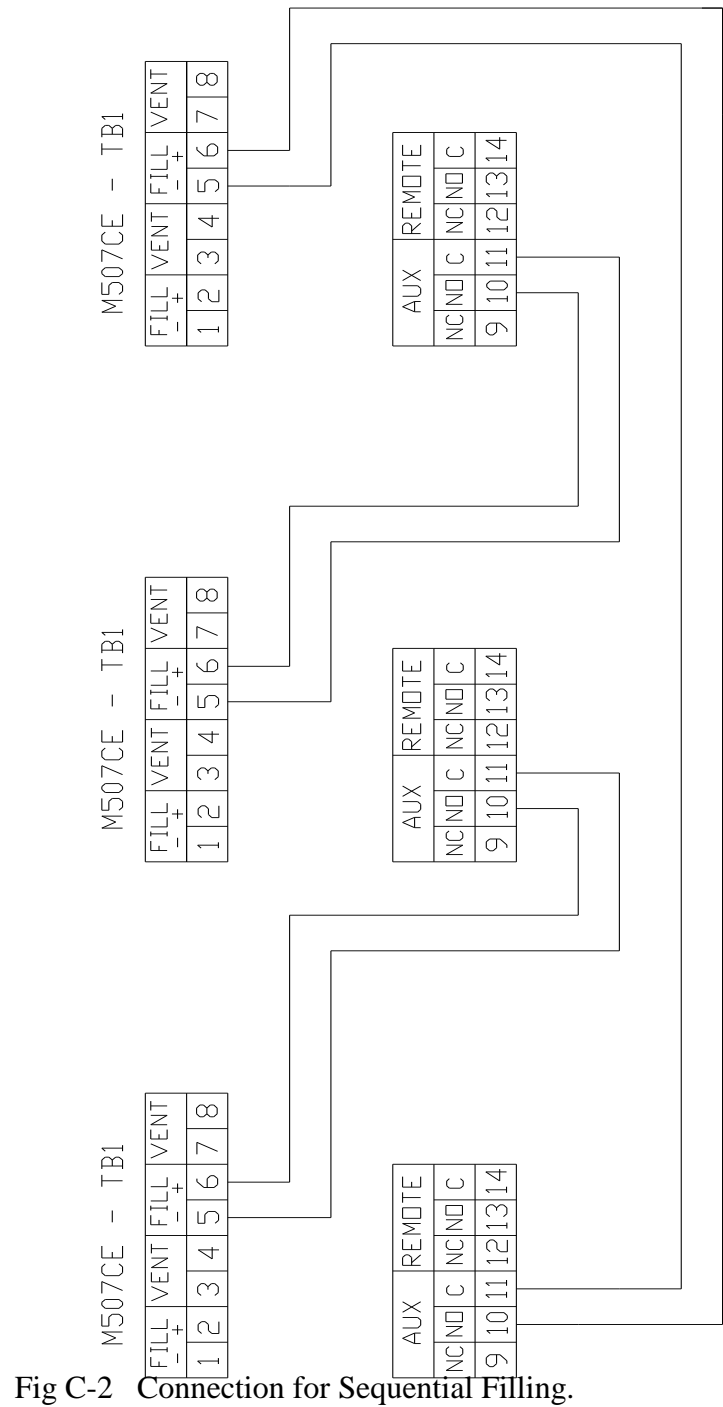 M507CE - TB1
FILL VENT FILL VENT
- + - +
1 2 3 4 5 6 7 8
AUX REMOTE
NC NO C NC NO C
9 10 11 12 13 14
M507CE - TB1
FILL VENT FILL VENT
- + - +
1 2 3 4 5 6 7 8
AUX REMOTE
NC NO C NC NO C
9 10 11 12 13 14
M507CE - TB1
FILL VENT FILL VENT
- + - +
1 2 3 4 5 6 7 8
AUX REMOTE
NC NO C NC NO C
9 10 11 12 13 14
Fig C-2 Connection for Sequential Filling.